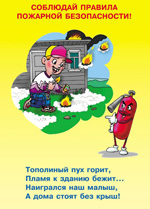 СОБЛЮДАЙ ПРАВИЛА
ПОЖАРНОЙ БЕЗОПАСНОСТИ!
Тополиный пух горит,
Пламя к зданию бежит...
Наигрался наш малыш,
А дома стоят без крыш!